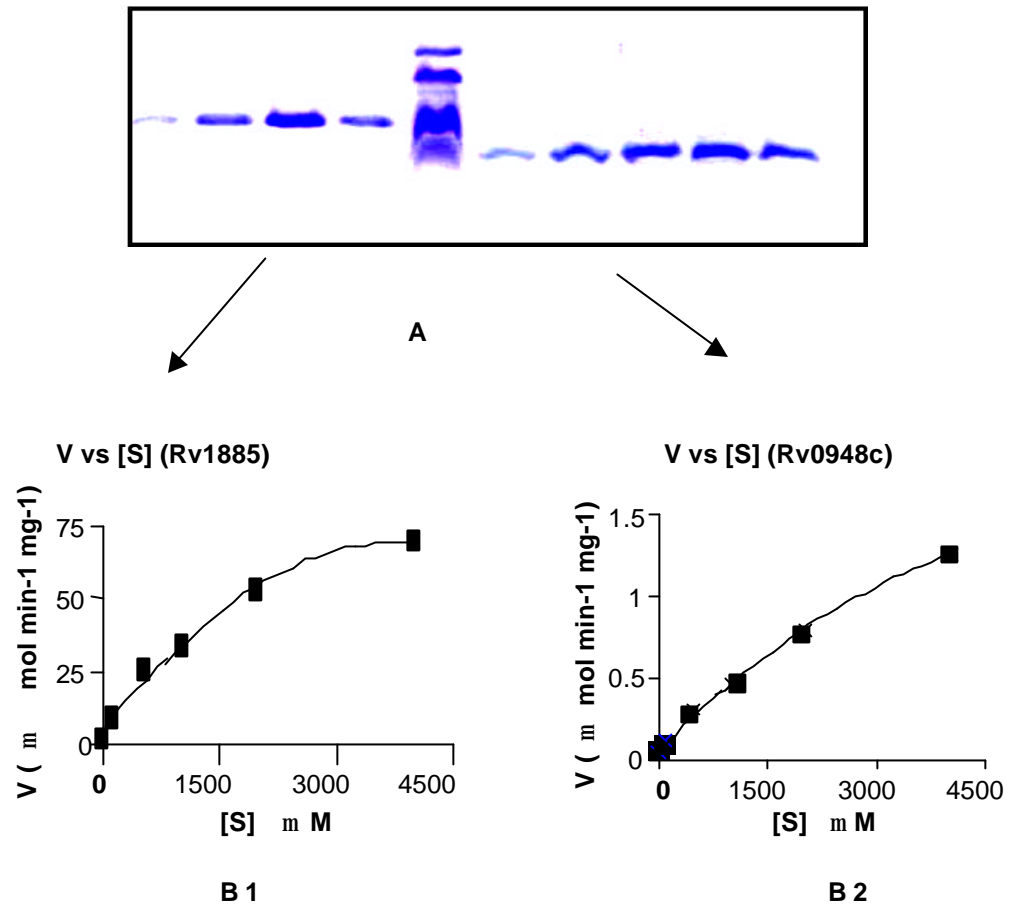 A
V vs [S] (Rv1885)
V ( m mol min-1 mg-1)
75
50
25
0
0 1500 3000 4500
[S] m M
B 1
V vs [S] (Rv0948c)
V ( m mol min-1 mg-1)
1.5
1
0.5
0
0 1500 3000 4500
[S] m M
B 2